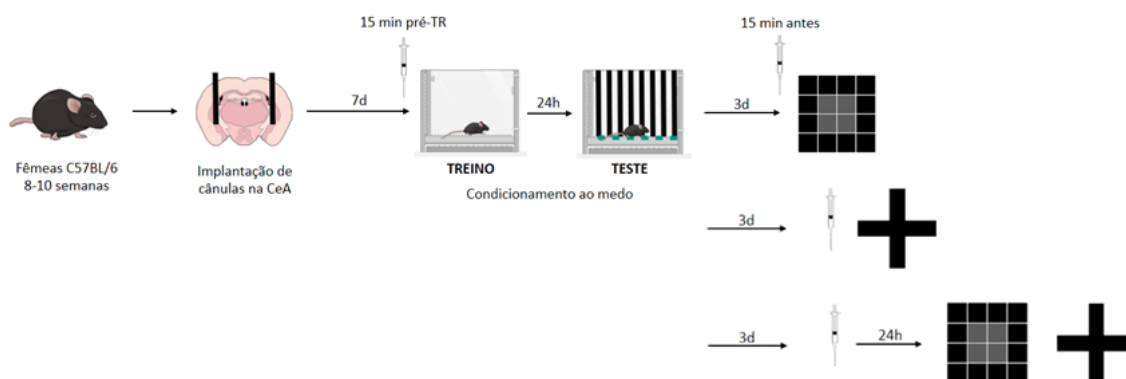 15 min pré-TR
15 min antes
7d
24h
3d
Fêmeas C57BL/6
8-10 semanas
Implantação de
cânulas na CeA
TREINO
TESTE
Condicionamento ao medo
3d
3d
24h